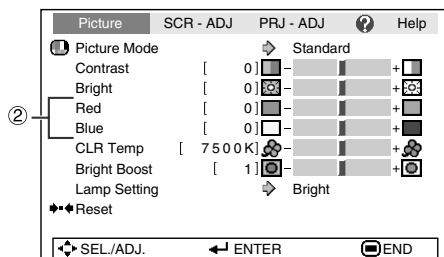 Picture SCR - ADJ PRJ - ADJ ? Help
Picture Mode Standard
Contrast [ 0] - +
Bright [ 0] - +
② Red [ 0] - +
Blue [ 0] - +
CLR Temp [ 7500K] - +
Bright Boost [ 1] - +
Lamp Setting Bright
Reset
SEL./ADJ. ENTER END